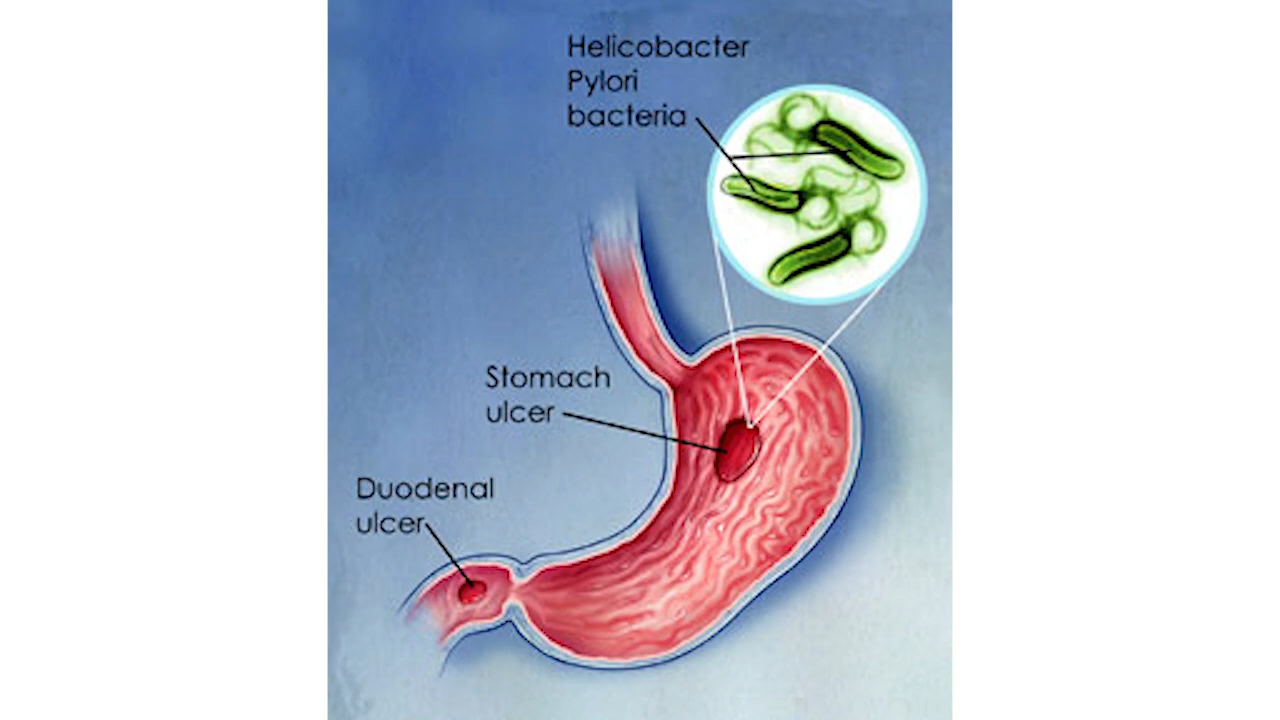 Helicobacter
Pylori
bacteria
Stomach
ulcer
Duodenal
ulcer